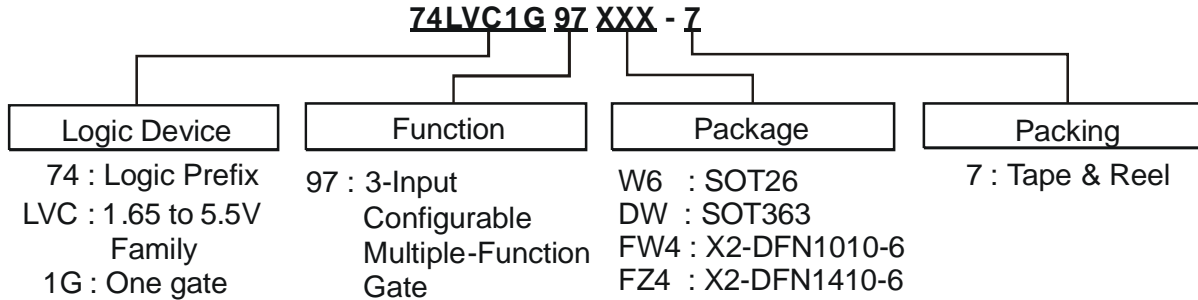 74LVC1G 97 XXX - 7
Logic Device
74 : Logic Prefix
LVC : 1.65 to 5.5V
Family
1G : One gate
Function
97 : 3-Input
Configurable
Multiple-Function
Gate
Package
W6 : SOT26
DW : SOT363
FW4 : X2-DFN1010-6
FZ4 : X2-DFN1410-6
Packing
7 : Tape & Reel